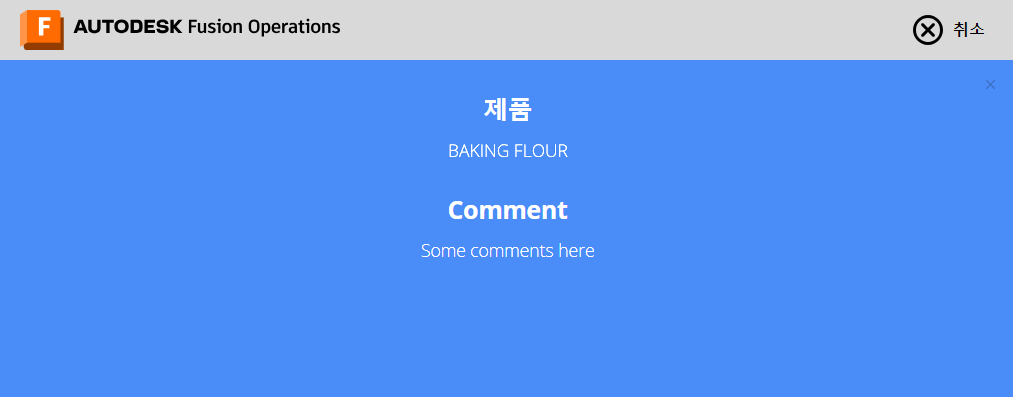 F AUTODESK Fusion Operations
취소
제품
BAKING FLOUR
Comment
Some comments here